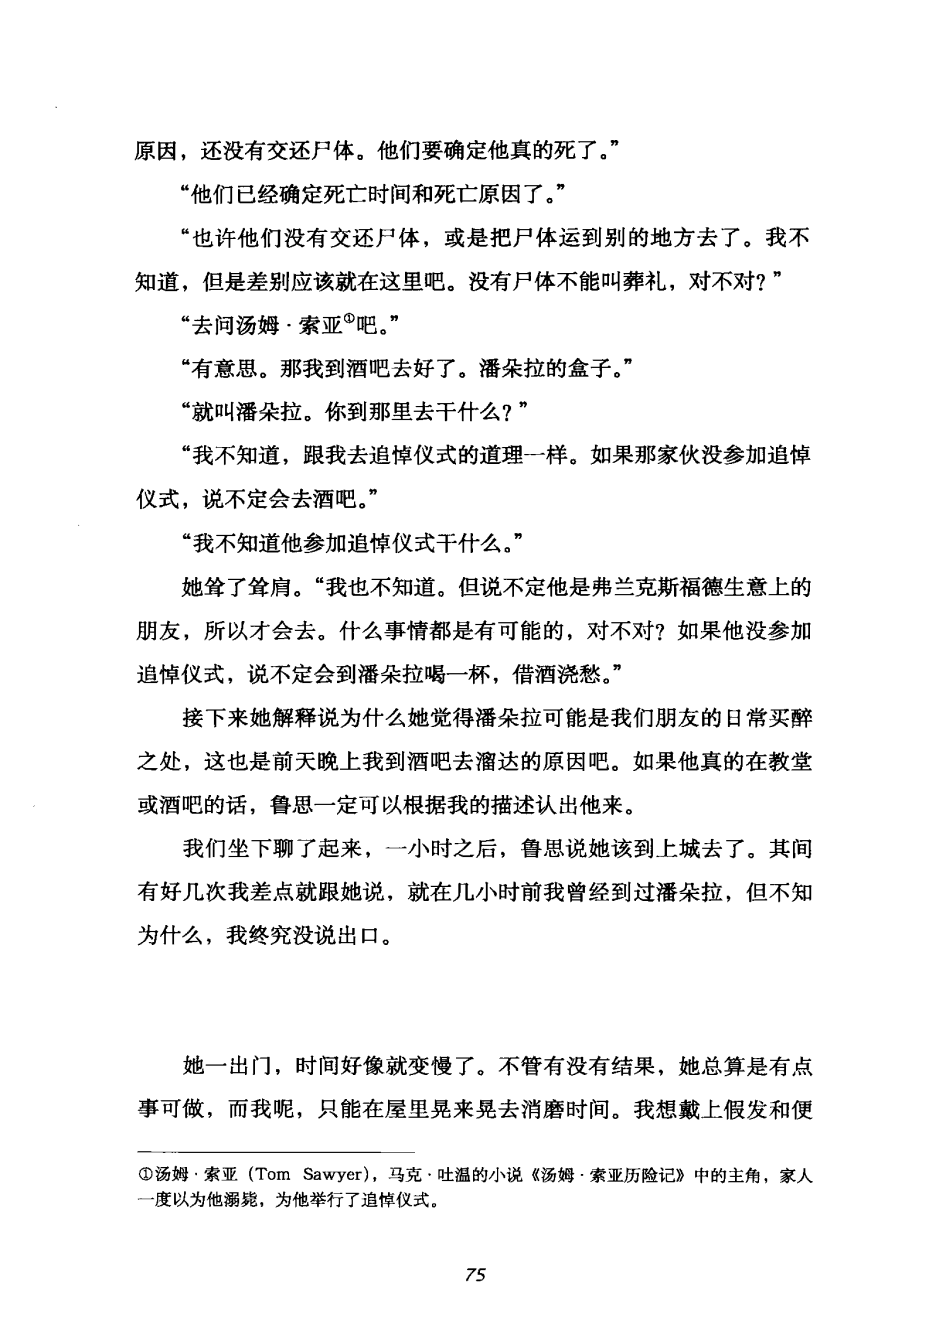 原因，还没有交还尸体。他们要确定他真的死了。”
“他们已经确定死亡时间和死亡原因了。”
“也许他们没有交还尸体，或是把尸体运到别的地方去了。我不
知道，但是差别应该就在这里吧。没有尸体不能叫葬礼，对不对？”
“去问汤姆·索亚①吧。”
“有意思。那我到酒吧去好了。潘朵拉的盒子。”
“就叫潘朵拉。你到那里去干什么？”
“我不知道，跟我去追悼仪式的道理一样。如果那家伙没参加追悼
仪式，说不定会去酒吧。”
“我不知道他参加追悼仪式干什么。”
她耸了耸肩。“我也不知道。但说不定他是弗兰克斯福德生意上的
朋友，所以才会去。什么事情都是有可能的，对不对？如果他没参加
追悼仪式，说不定会到潘朵拉喝一杯，借酒浇愁。”
接下来她解释说为什么她觉得潘朵拉可能是我们朋友的日常买醉
之处，这也是前天晚上我到酒吧去溜达的原因吧。如果他真的在教堂
或酒吧的话，鲁思一定可以根据我的描述认出他来。
我们坐下聊了起来，一小时之后，鲁思说她该到上城去了。其间
有好几次我差点就跟她说，就在几小时前我曾经到过潘朵拉，但不知
为什么，我终究没说出口。
她一出门，时间好像就变慢了。不管有没有结果，她总算是有点
事可做，而我呢，只能在屋里晃来晃去消磨时间。我想戴上假发和便
①汤姆·索亚（Tom Sawyer），马克·吐温的小说《汤姆·索亚历险记》中的主角，家人
一度以为他溺毙，为他举行了追悼仪式。
75